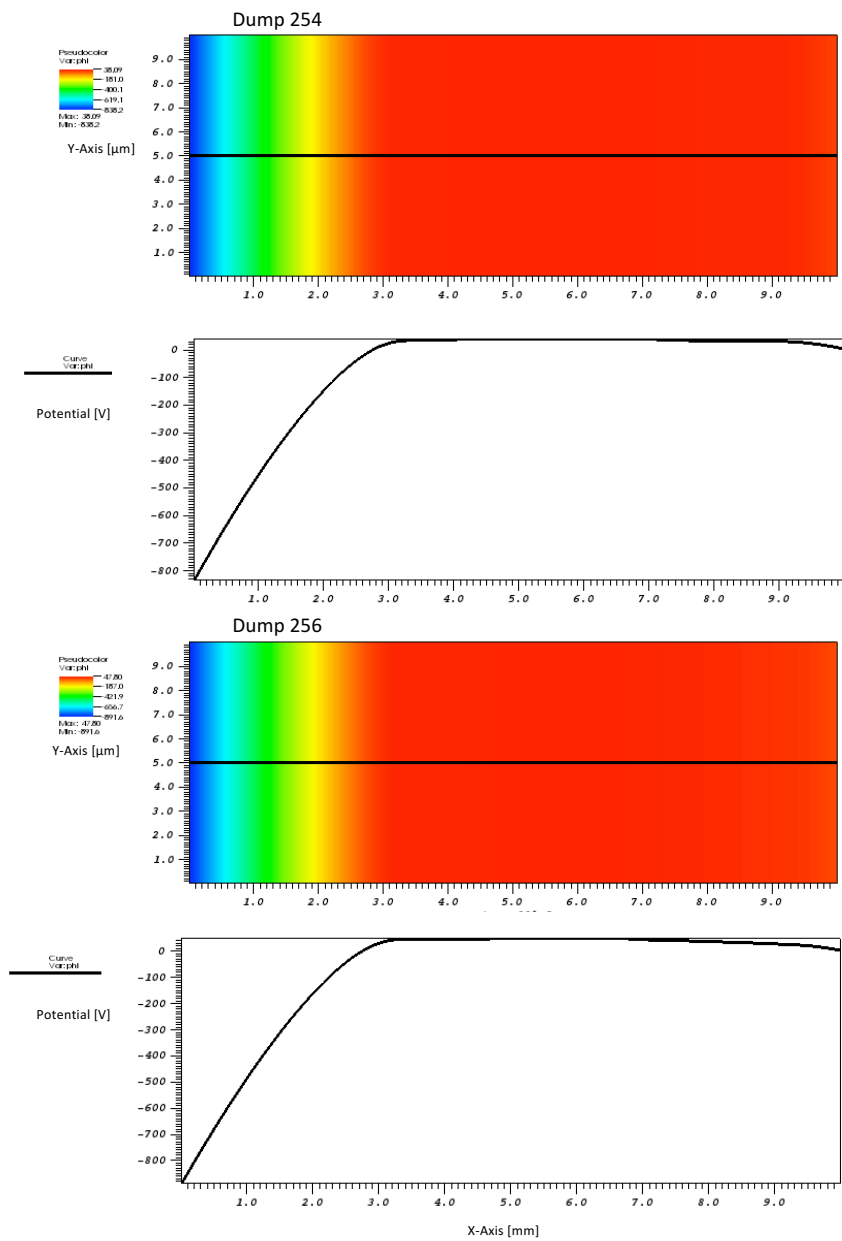 Dump 254
Pseudocolor
Var: phi
38.09
-181.0
-400.1
-619.1
-838.2
Max: 38.09
Min: -838.2
Y-Axis [µm]
9.0
8.0
7.0
6.0
5.0
4.0
3.0
2.0
1.0
1.0 2.0 3.0 4.0 5.0 6.0 7.0 8.0 9.0
Curve
Var: phi
Potential [V]
0
-100
-200
-300
-400
-500
-600
-700
-800
1.0 2.0 3.0 4.0 5.0 6.0 7.0 8.0 9.0
Dump 256
Pseudocolor
Var: phi
47.80
-187.0
-421.9
-656.7
-891.6
Max: 47.80
Min: -891.6
Y-Axis [µm]
9.0
8.0
7.0
6.0
5.0
4.0
3.0
2.0
1.0
1.0 2.0 3.0 4.0 5.0 6.0 7.0 8.0 9.0
Curve
Var: phi
Potential [V]
0
-100
-200
-300
-400
-500
-600
-700
-800
1.0 2.0 3.0 4.0 5.0 6.0 7.0 8.0 9.0
X-Axis [mm]